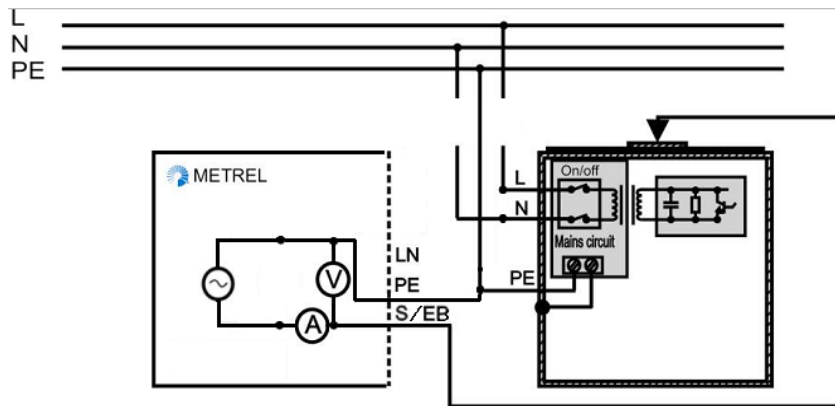 L
N
PE
METREL
V
A
LN
PE
S/EB
L
N
PE
On/off
Mains circuit